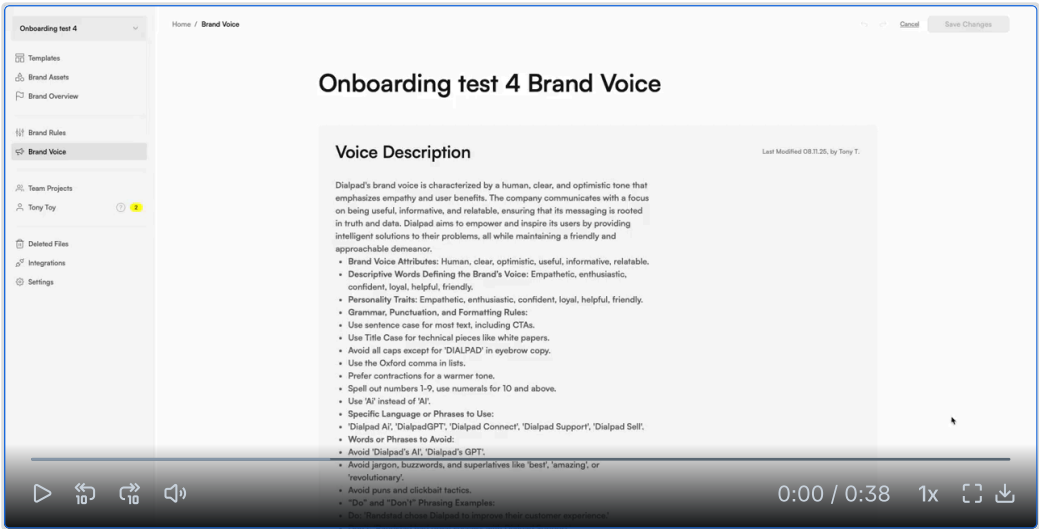 Onboarding test 4
Home / Brand Voice
Cancel
Save Changes
Templates
Brand Assets
Brand Overview
Brand Rules
Brand Voice
Team Projects
Tony Toy
2
Deleted Files
Integrations
Settings
Onboarding test 4 Brand Voice
Voice Description
Last Modified 08.11.25, by Tony T.
Dialpad's brand voice is characterized by a human, clear, and optimistic tone that
emphasizes empathy and user benefits. The company communicates with a focus
on being useful, informative, and relatable, ensuring that its messaging is rooted
in truth and data. Dialpad aims to empower and inspire its users by providing
intelligent solutions to their problems, all while maintaining a friendly and
approachable demeanor.
• Brand Voice Attributes: Human, clear, optimistic, useful, informative, relatable.
• Descriptive Words Defining the Brand's Voice: Empathetic, enthusiastic,
confident, loyal, helpful, friendly.
• Personality Traits: Empathetic, enthusiastic, confident, loyal, helpful, friendly.
• Grammar, Punctuation, and Formatting Rules:
• Use sentence case for most text, including CTAs.
• Use Title Case for technical pieces like white papers.
• Avoid all caps except for 'DIALPAD' in eyebrow copy.
• Use the Oxford comma in lists.
• Prefer contractions for a warmer tone.
• Spell out numbers 1-9, use numerals for 10 and above.
• Use 'Ai' instead of 'AI'.
• Specific Language or Phrases to Use:
• 'Dialpad Ai', 'DialpadGPT', 'Dialpad Connect', 'Dialpad Support', 'Dialpad Sell'.
• Words or Phrases to Avoid:
• Avoid 'Dialpad's AI', 'Dialpad's GPT'.
• Avoid jargon, buzzwords, and superlatives like 'best', 'amazing', or
'revolutionary'.
• Avoid puns and clickbait tactics.
• "Do" and "Don't" Phrasing Examples:
• Do: 'Randstad chose Dialpad to improve their customer experience.'
10
10
0:00 / 0:38
1x